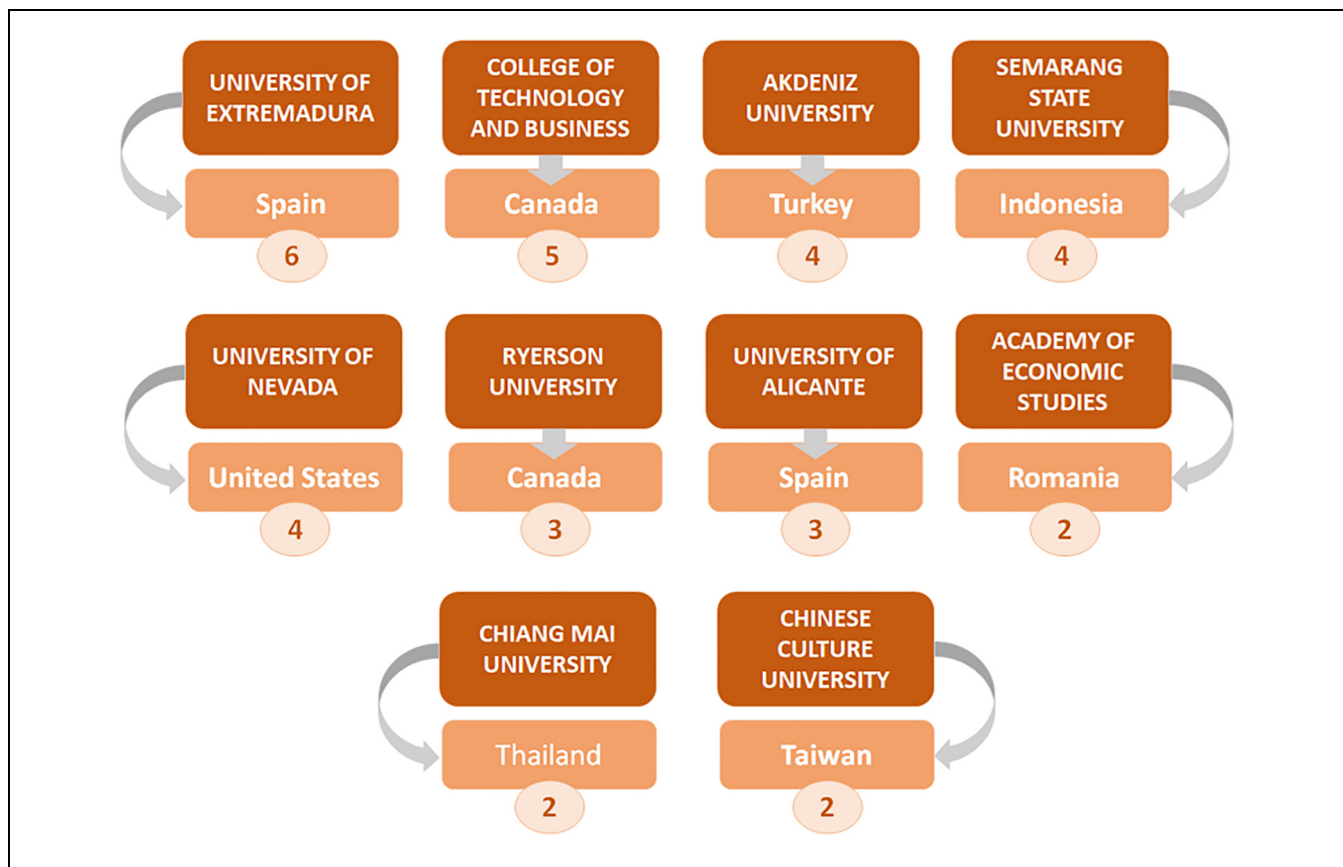 UNIVERSITY OF
EXTREMADURA
Spain
6
COLLEGE OF
TECHNOLOGY
AND BUSINESS
Canada
5
AKDENIZ
UNIVERSITY
Turkey
4
SEMARANG
STATE
UNIVERSITY
Indonesia
4
UNIVERSITY OF
NEVADA
United States
4
RYERSON
UNIVERSITY
Canada
3
UNIVERSITY OF
ALICANTE
Spain
3
ACADEMY OF
ECONOMIC
STUDIES
Romania
2
CHIANG MAI
UNIVERSITY
Thailand
2
CHINESE
CULTURE
UNIVERSITY
Taiwan
2